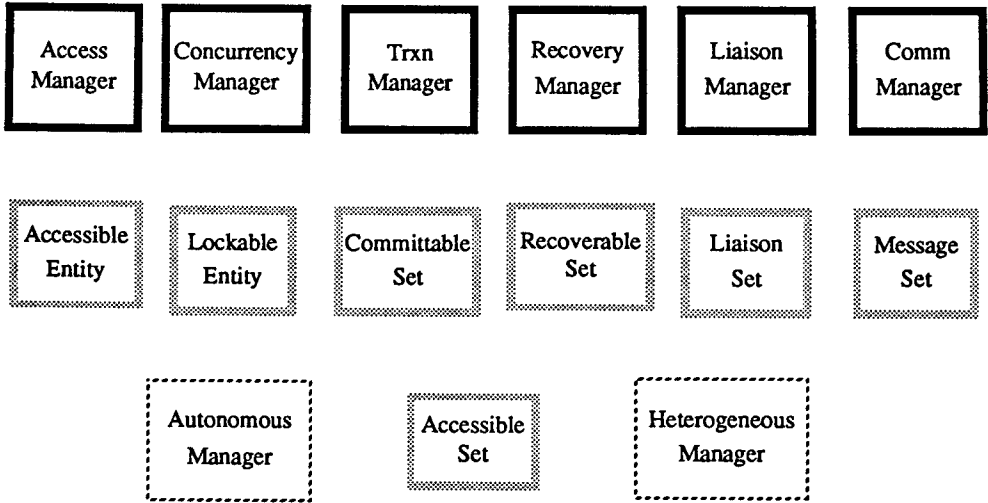 Access
Manager
Concurrency
Manager
Trxn
Manager
Recovery
Manager
Liaison
Manager
Comm
Manager
Accessible
Entity
Lockable
Entity
Committable
Set
Recoverable
Set
Liaison
Set
Message
Set
Autonomous
Manager
Accessible
Set
Heterogeneous
Manager